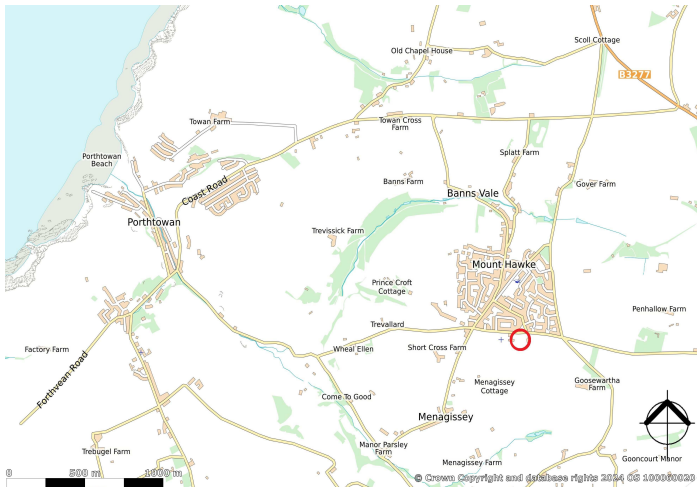 Old Chapel House
Scoll Cottage
B3277
Towan Farm
Towan Cross
Farm
Splatt Farm
Porthtowan
Beach
Coast Road
Banns Farm
Banns Vale
Gover Farm
Porthtowan
Trevissick Farm
Mount Hawke
Prince Croft
Cottage
Penhallow Farm
Trevallard
Factory Farm
Wheal Ellen
Short Cross Farm
Forthvean Road
Menagissey
Cottage
Goosewartha
Farm
Come To Good
Menagissey
Manor Parsley
Farm
Trebugel Farm
Menagissey Farm
Gooncourt Manor
0 500 m 1000 m
© Crown Copyright and database rights 2024 OS 100060020